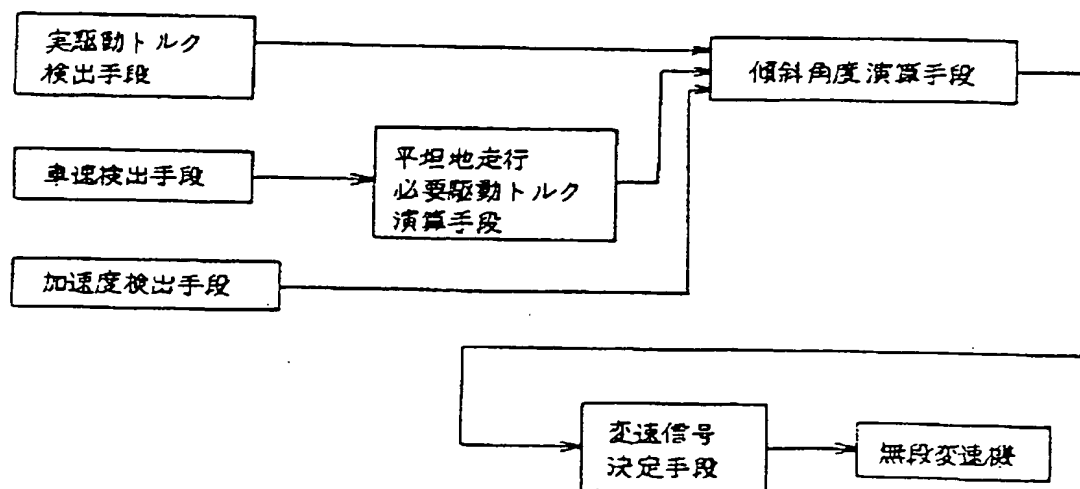 実駆動トルク
検出手段
傾斜角度演算手段
車速検出手段
平坦地走行
必要駆動トルク
演算手段
加速度検出手段
変速信号
決定手段
無段変速機